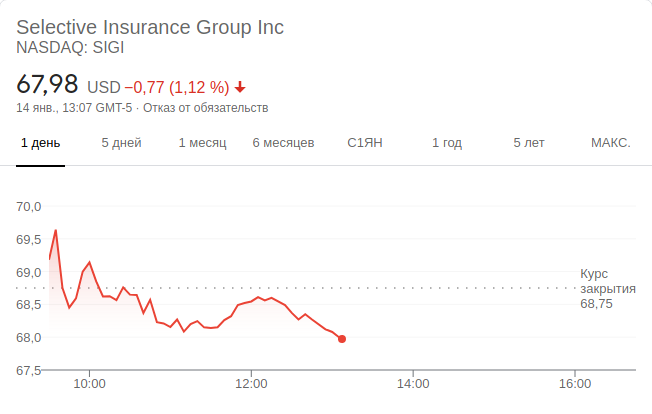 Selective Insurance Group Inc
NASDAQ: SIGI
67,98 USD −0,77 (1,12 %)
14 янв., 13:07 GMT-5 · Отказ от обязательств
1 день 5 дней 1 месяц 6 месяцев С1ЯН 1 год 5 лет МАКС.
70,0
69,5
69,0
68,5
68,0
67,5
Курс
закрытия
68,75
10:00 12:00 14:00 16:00